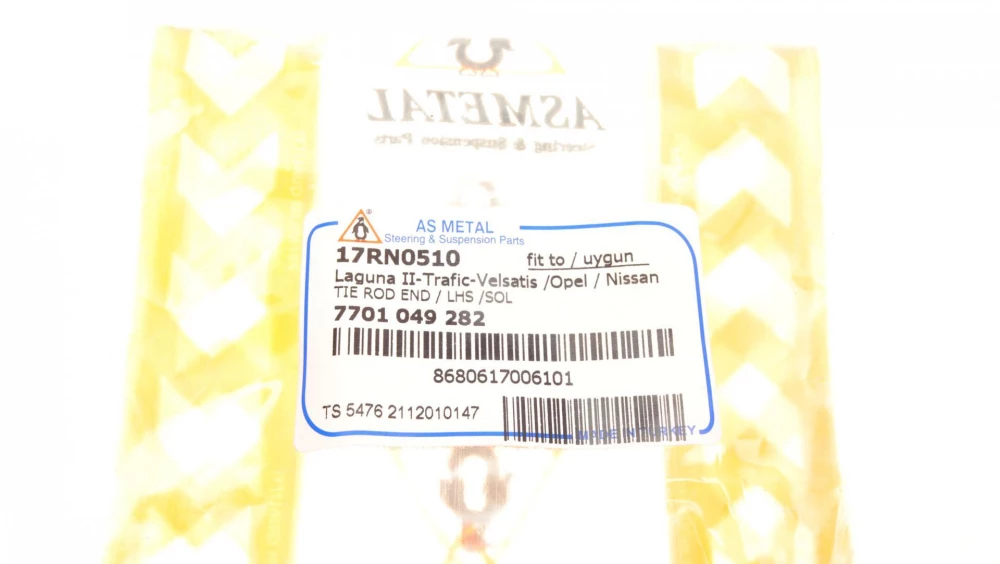 ASMETAL
Steering & Suspension Parts
®
AS METAL
Steering & Suspension Parts
17RN0510 fit to / uygun
Laguna II-Trafic-Velsatis /Opel / Nissan
TIE ROD END / LHS /SOL
7701 049 282
8680617006101
TS 5476 2112010147
MADE IN TURKEY